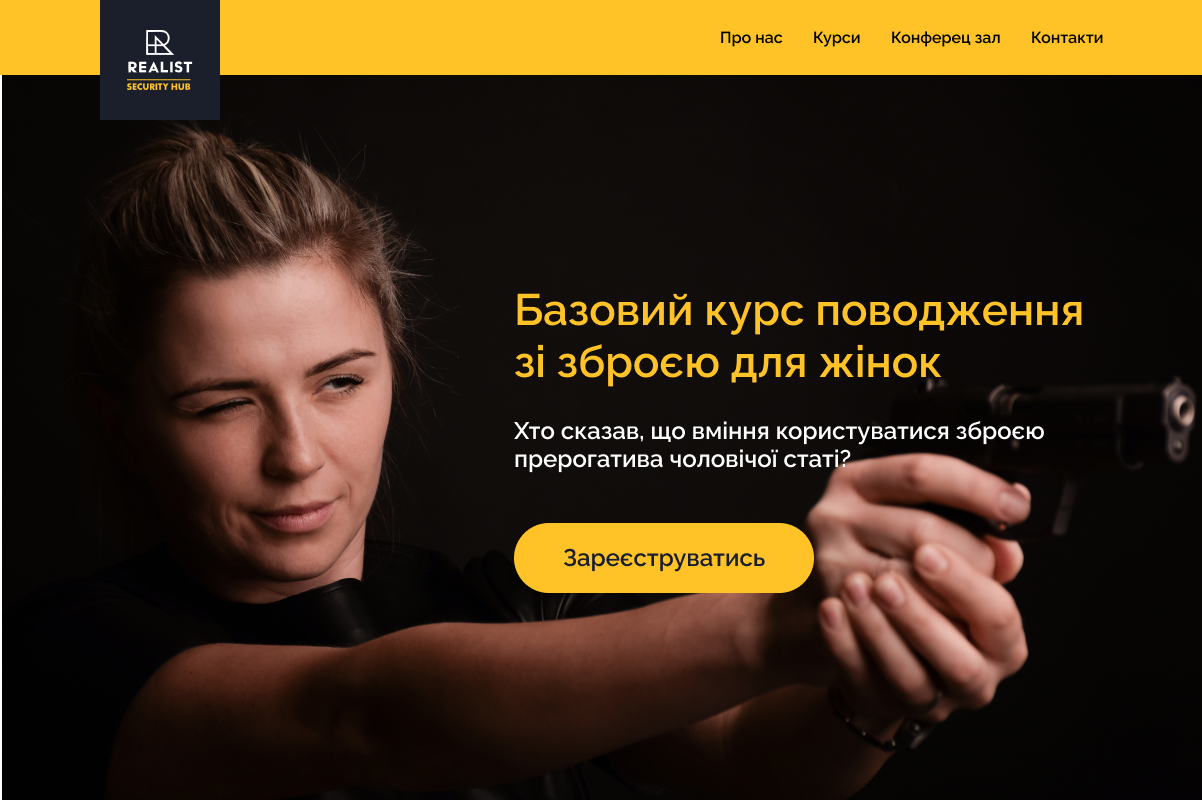 REALIST
SECURITY HUB
Про нас
Курси
Конферец зал
Контакти
Базовий курс поводження
зі зброєю для жінок
Хто сказав, що вміння користуватися зброєю
прерогатива чоловічої статі?
Зареєструватись